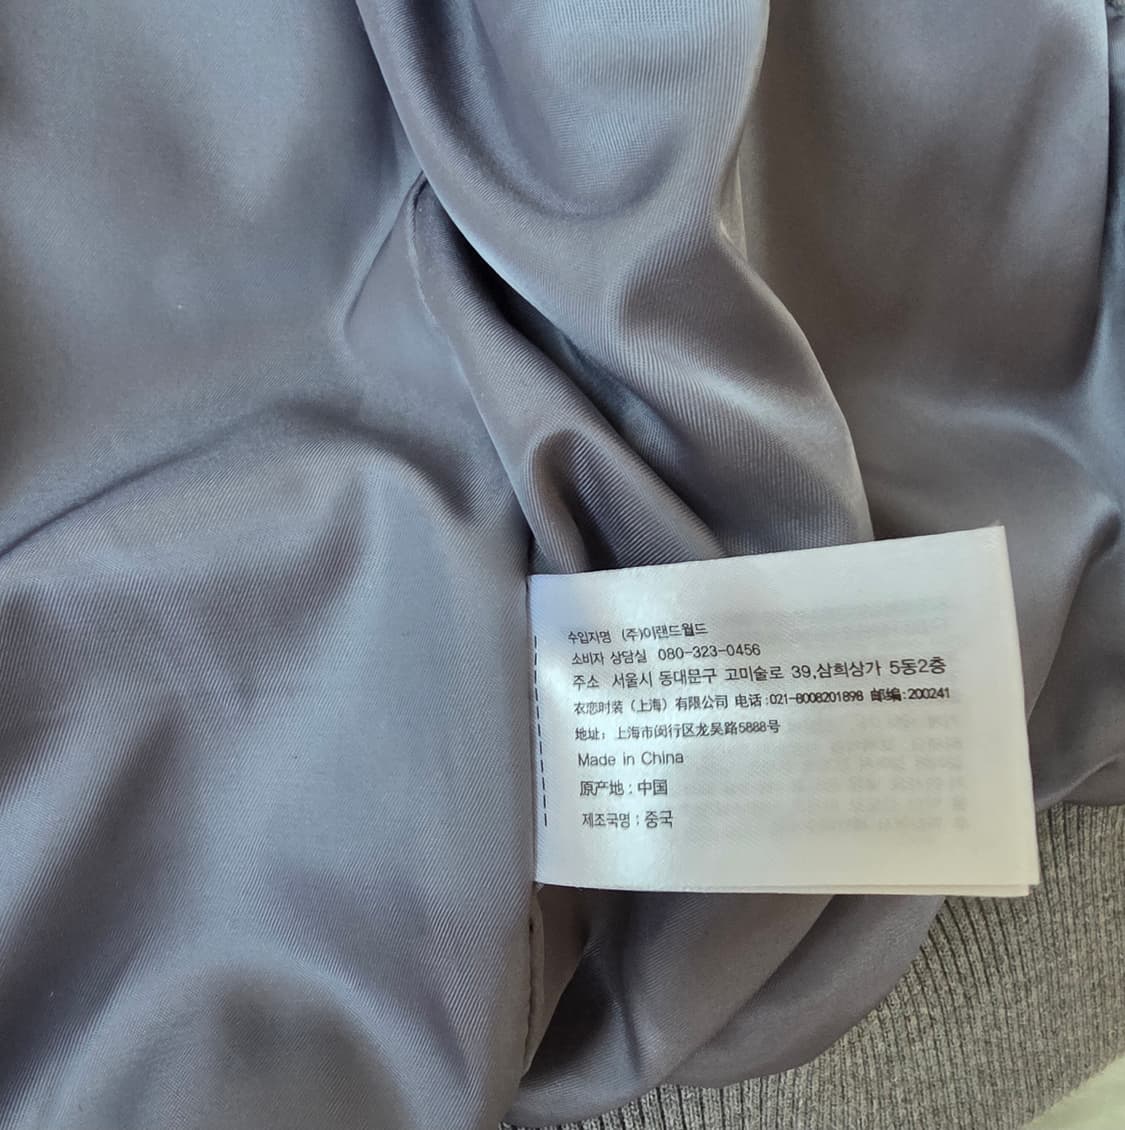 수입자명 (주)이랜드월드
소비자 상담실 080-323-0456
주소 서울시 동대문구 고미술로 39,삼희상가 5동2층
衣恋时装（上海）有限公司 电话:021-8008201898 邮编:200241
地址：上海市闵行区龙吴路5888号
Made in China
原产地:中国
제조국명:중국